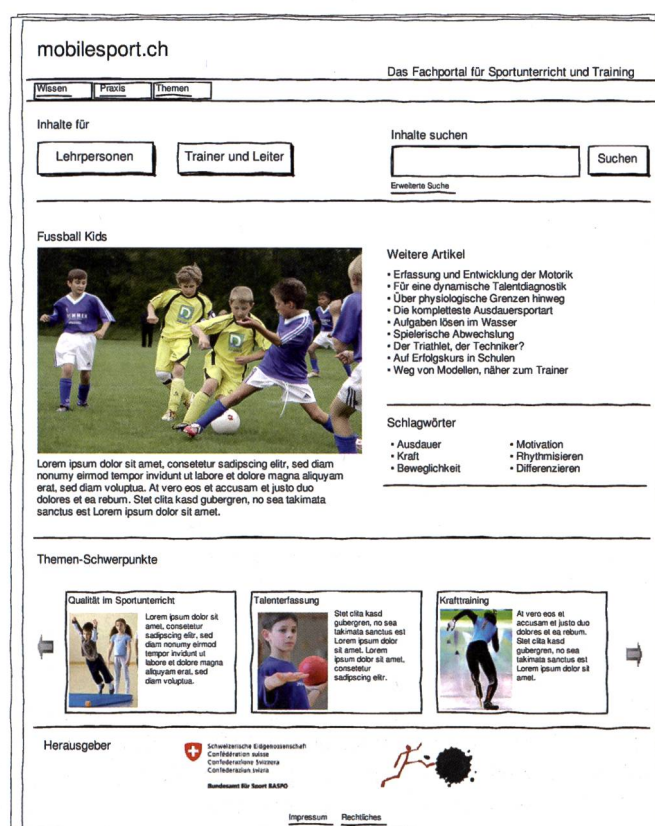 mobilesport.ch
Das Fachportal für Sportunterricht und Training
Wissen Praxis Themen
Inhalte für
Lehrpersonen Trainer und Leiter
Inhalte suchen
Suchen
Erweiterte Suche
Fussball Kids
Lorem ipsum dolor sit amet, consetetur sadipscing elitr, sed diam
nonumy eirmod tempor invidunt ut labore et dolore magna aliquyam
erat, sed diam voluptua. At vero eos et accusam et justo duo
dolores et ea rebum. Stet clita kasd gubergren, no sea takimata
sanctus est Lorem ipsum dolor sit amet.
Weitere Artikel
• Erfassung und Entwicklung der Motorik
• Für eine dynamische Talentdiagnostik
• Über physiologische Grenzen hinweg
• Die kompletteste Ausdauersportart
• Aufgaben lösen im Wasser
• Spielerische Abwechslung
• Der Triathlet, der Techniker?
• Auf Erfolgskurs in Schulen
• Weg von Modellen, näher zum Trainer
Schlagwörter
• Ausdauer
• Kraft
• Beweglichkeit
• Motivation
• Rhythmisieren
• Differenzieren
Themen-Schwerpunkte
Qualität im Sportunterricht
Lorem ipsum dolor sit
amet, consetetur
sadipscing elitr, sed
diam nonumy eirmod
tempor invidunt ut
labore et dolore magna
aliquyam erat, sed
diam voluptua.
Talenterfassung
Stet clita kasd
gubergren, no sea
takimata sanctus est
Lorem ipsum dolor sit
amet. Lorem
ipsum dolor sit amet,
consetetur
sadipscing elitr.
Krafttraining
At vero eos et
accusam et justo duo
dolores et ea rebum.
Stet clita kasd
gubergren, no sea
takimata sanctus est
Lorem ipsum dolor sit
amet.
Herausgeber
Schweizerische Eidgenossenschaft
Confédération suisse
Confederazione Svizzera
Confederaziun svizra
Bundesamt für Sport BASPO
Impressum Rechtliches